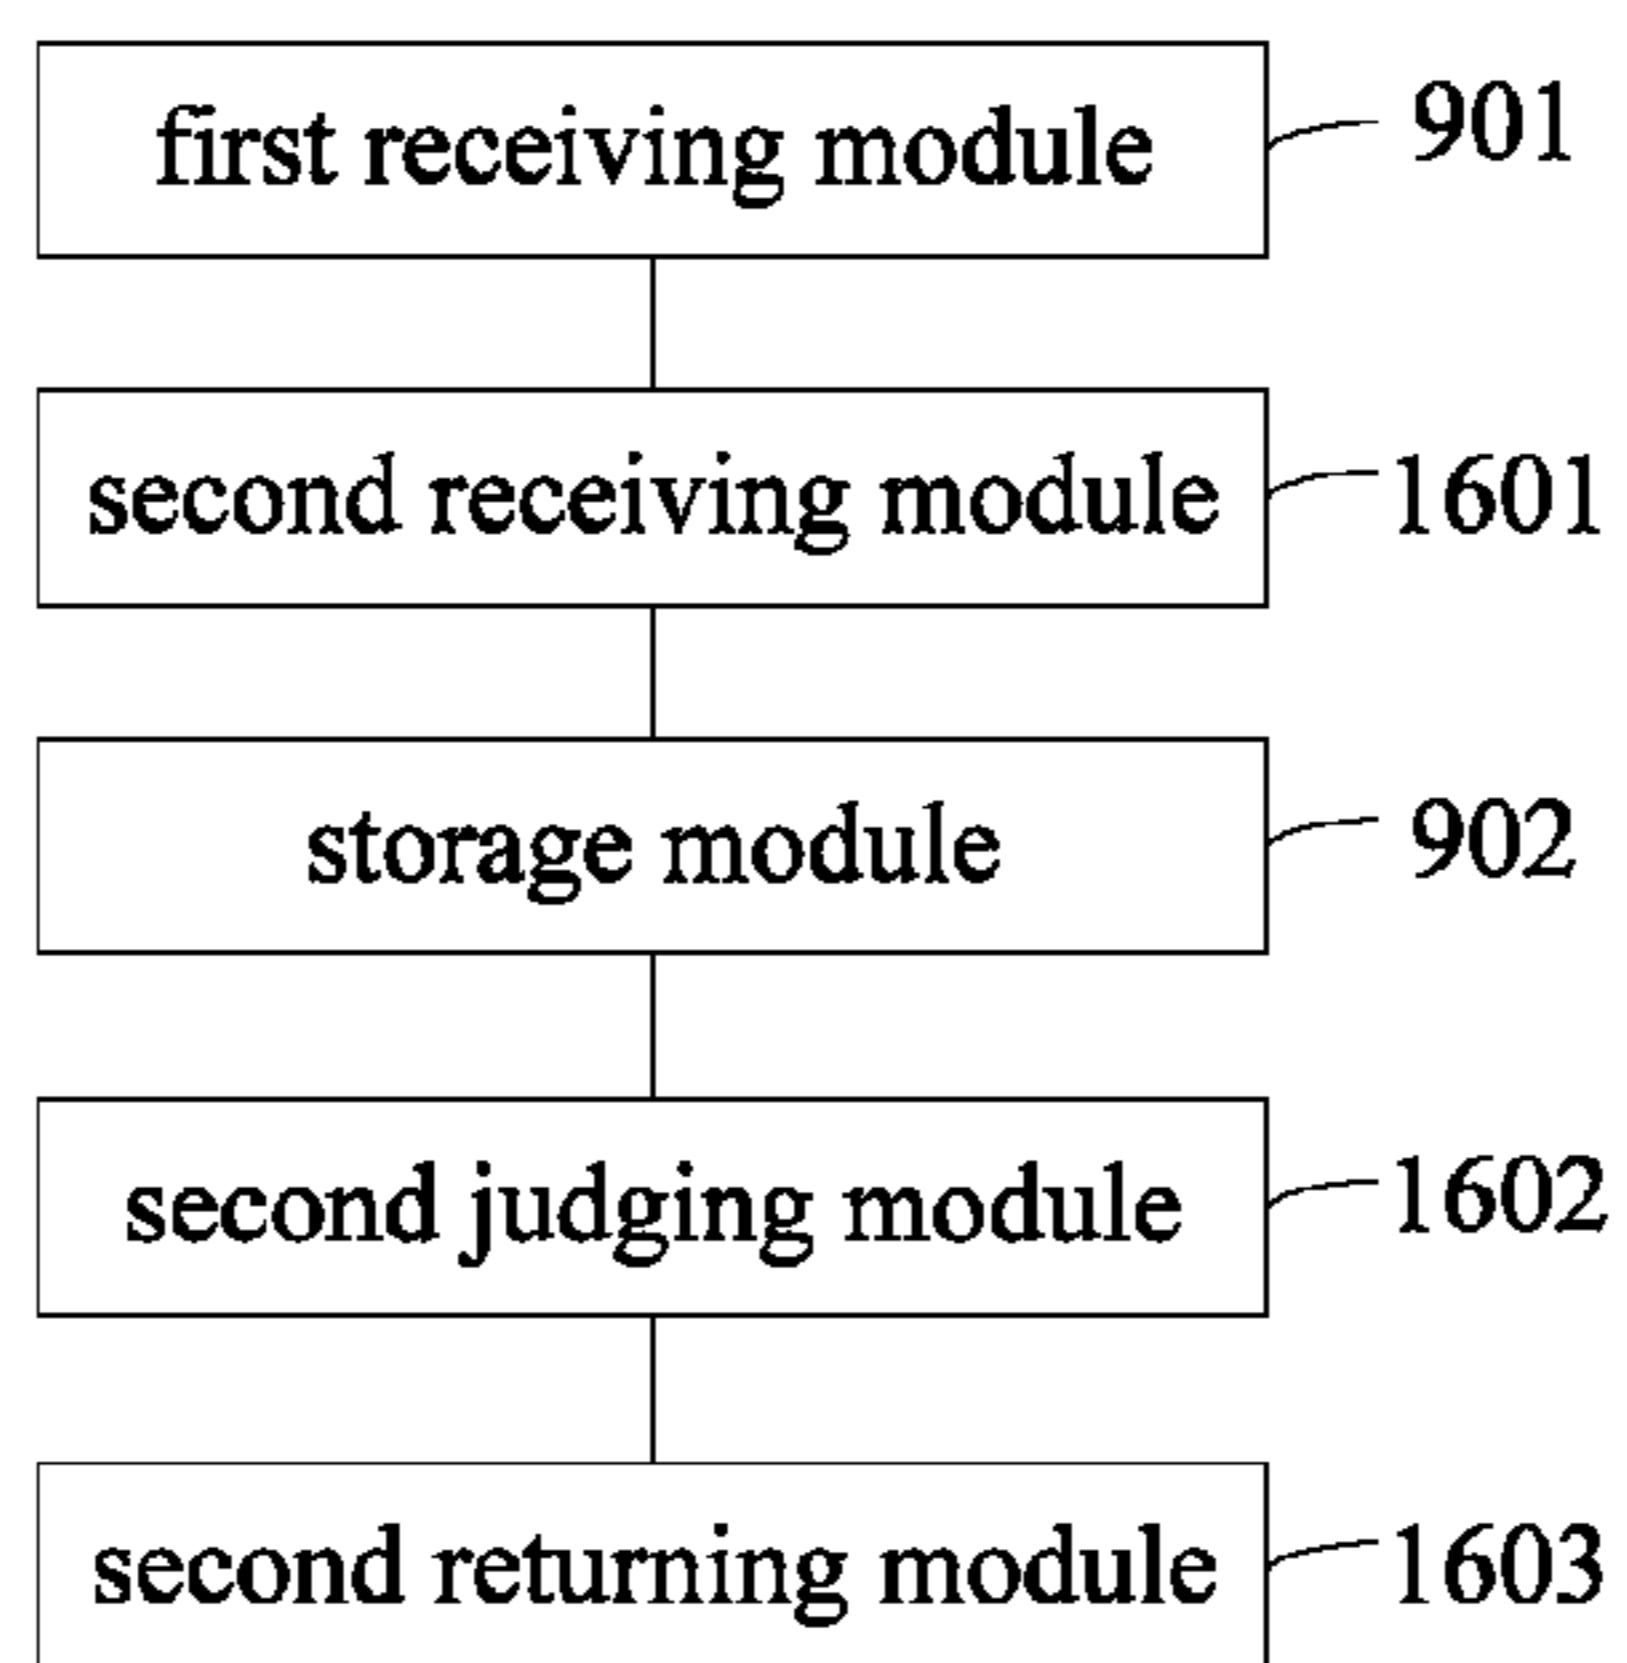 first receiving module 901
second receiving module 1601
storage module 902
second judging module 1602
second returning module 1603